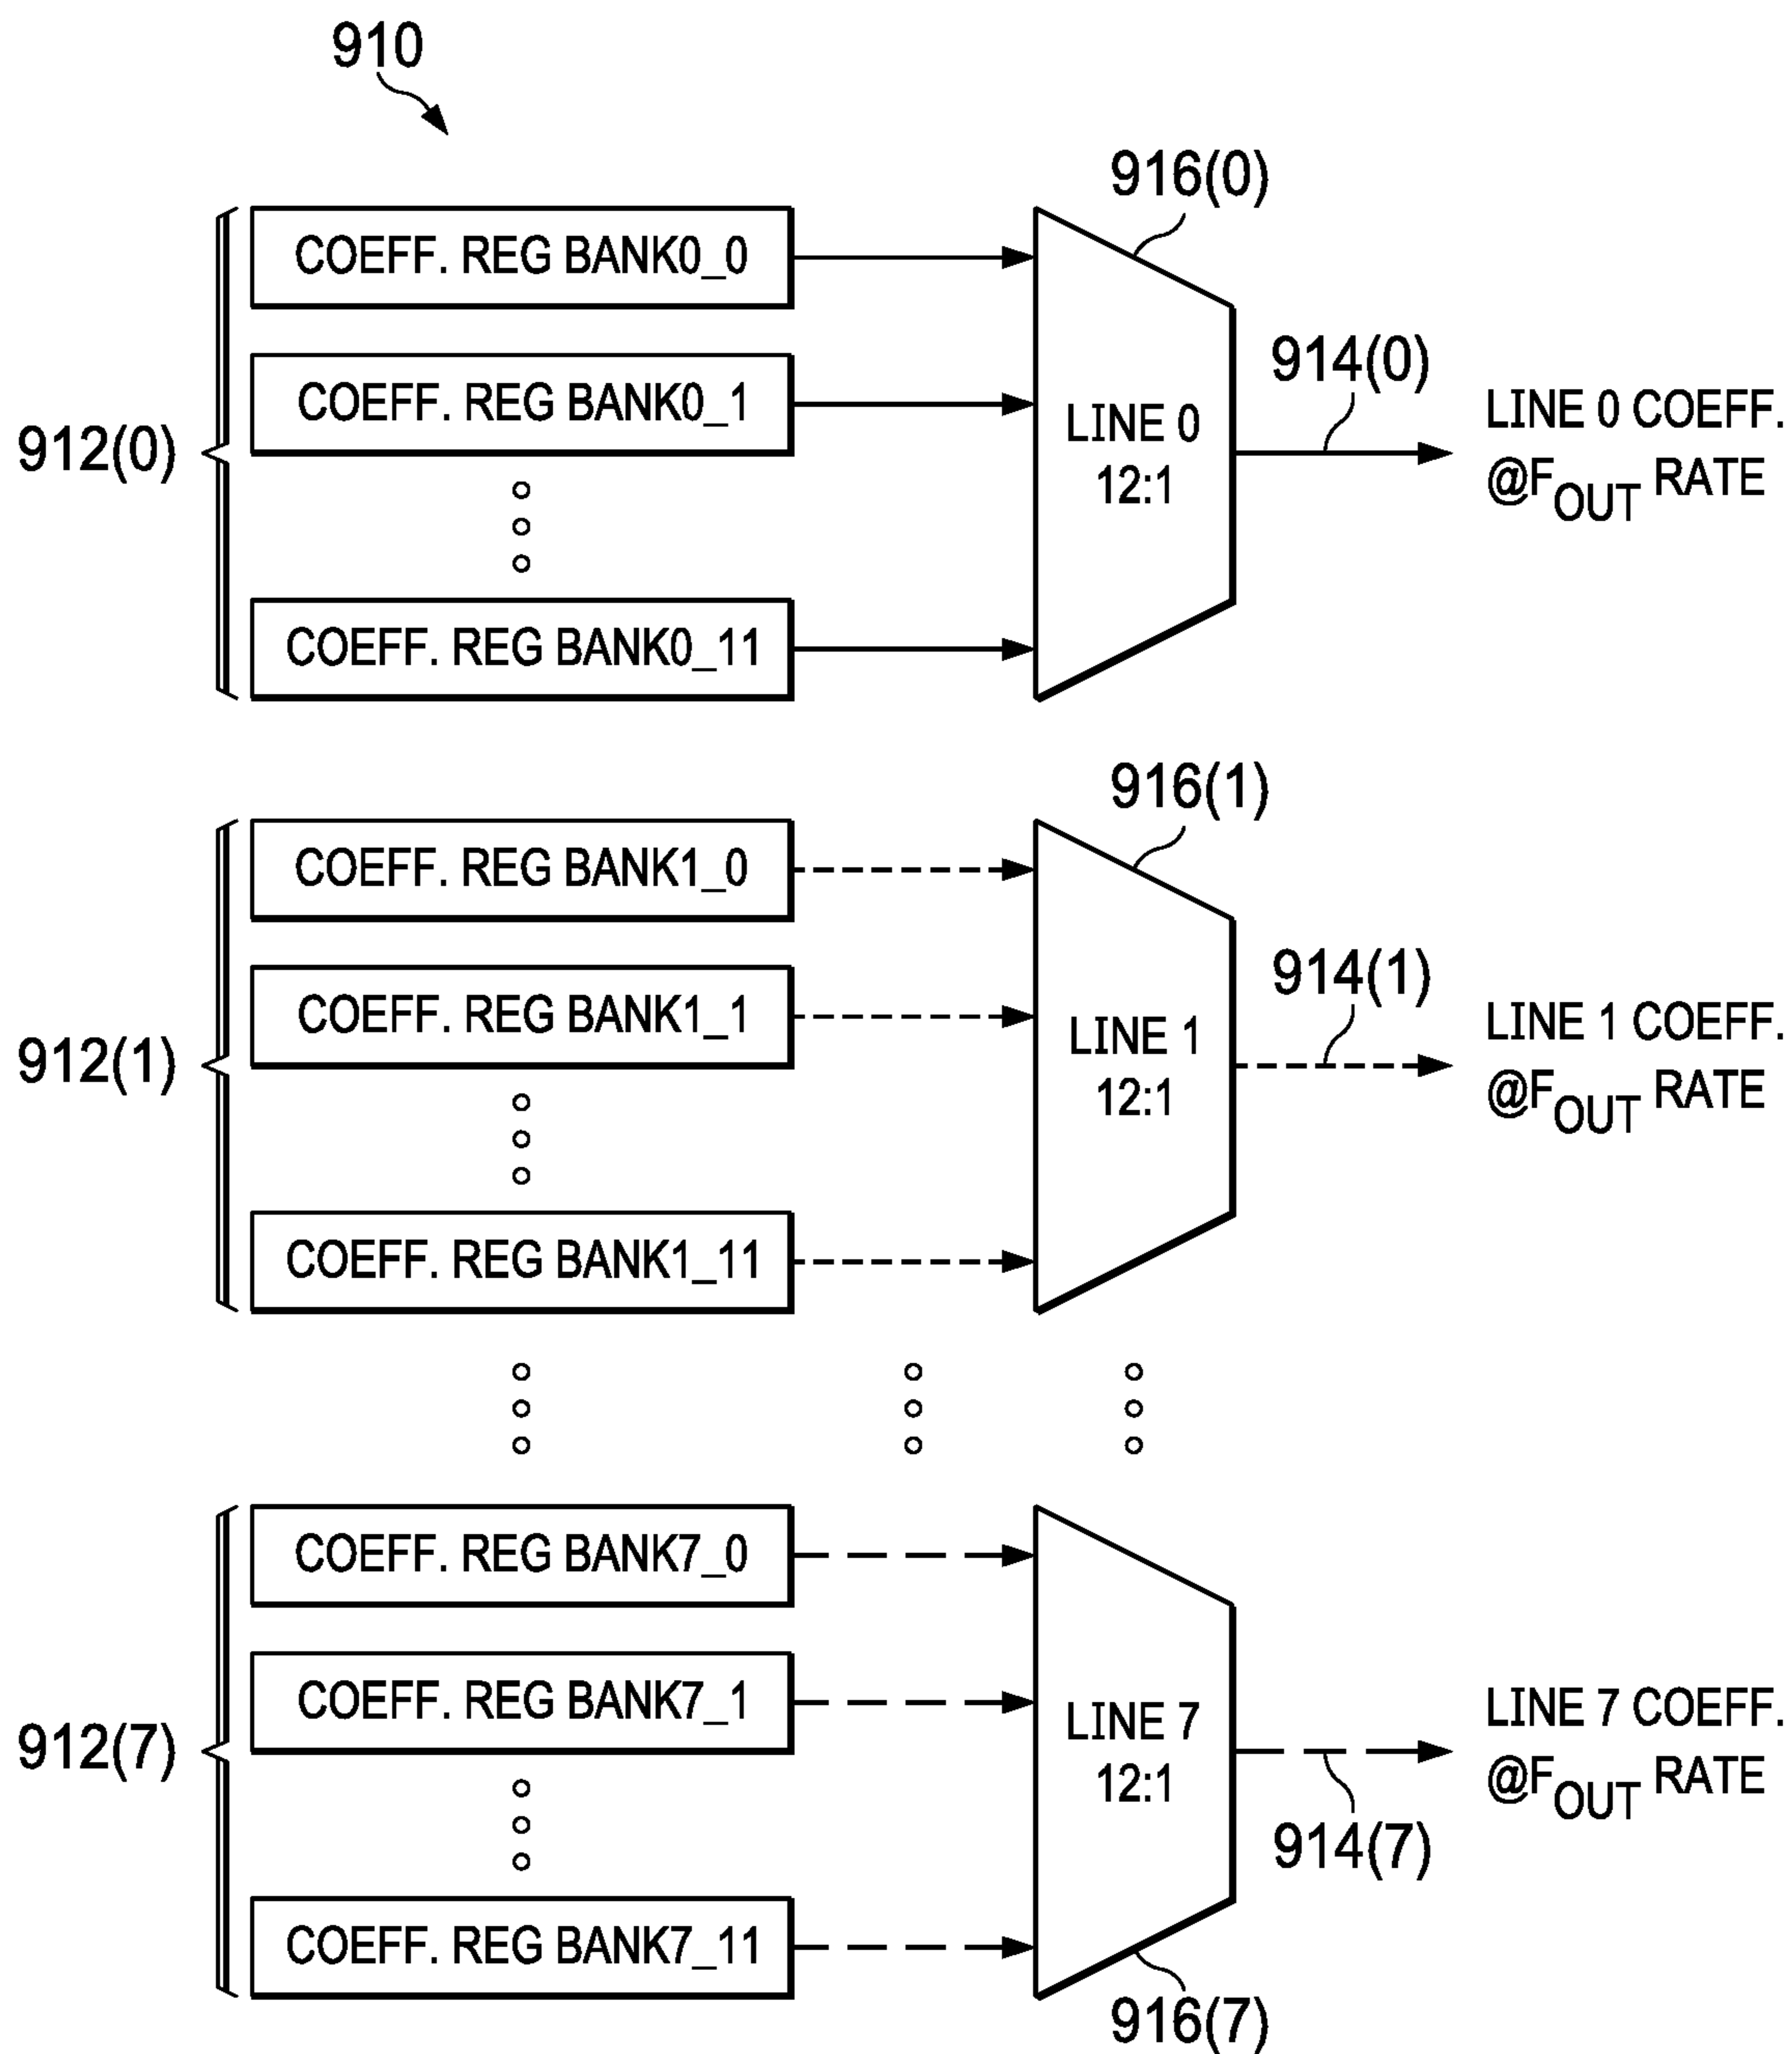 910
916(0)
COEFF. REG BANK0_0
COEFF. REG BANK0_1
912(0)
COEFF. REG BANK0_11
LINE 0
12:1
914(0)
LINE 0 COEFF.
@FOUT RATE
916(1)
COEFF. REG BANK1_0
COEFF. REG BANK1_1
912(1)
COEFF. REG BANK1_11
LINE 1
12:1
914(1)
LINE 1 COEFF.
@FOUT RATE
COEFF. REG BANK7_0
COEFF. REG BANK7_1
912(7)
COEFF. REG BANK7_11
LINE 7
12:1
914(7)
LINE 7 COEFF.
@FOUT RATE
916(7)